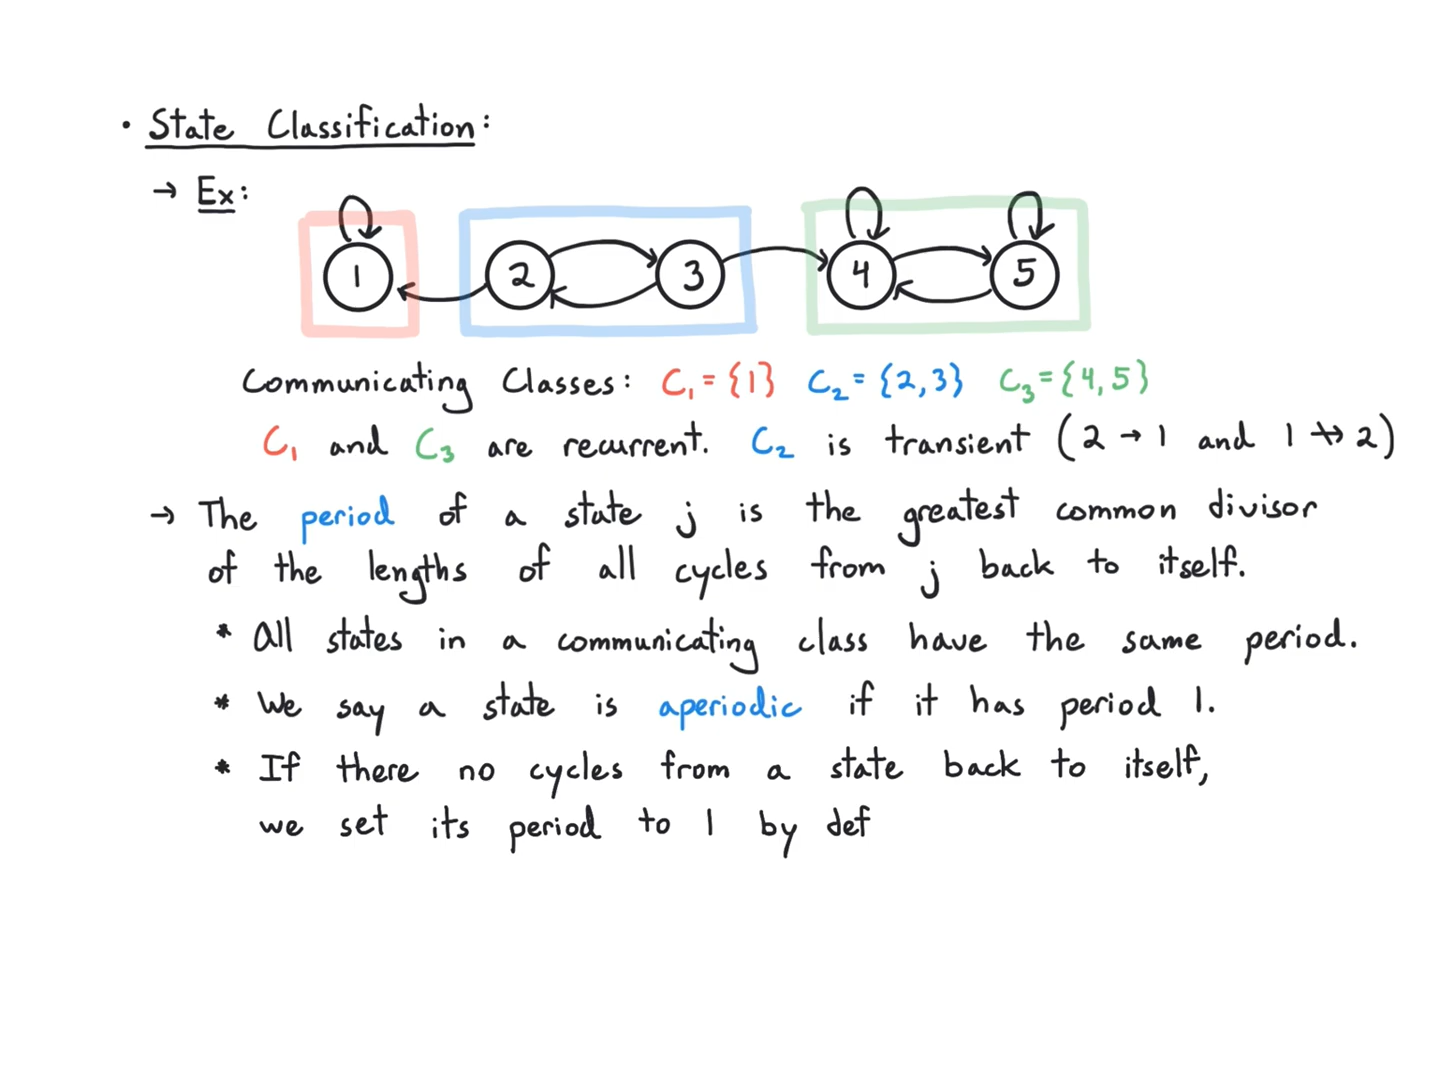 • State Classification:
→ Ex:
1 2 3 4 5
Communicating Classes: C₁ = {1} C₂ = {2,3} C₃ = {4,5}
C₁ and C₃ are recurrent. C₂ is transient (2 → 1 and 1 ↛ 2)
→ The period of a state j is the greatest common divisor
of the lengths of all cycles from j back to itself.
* All states in a communicating class have the same period.
* We say a state is aperiodic if it has period 1.
* If there no cycles from a state back to itself,
we set its period to 1 by def